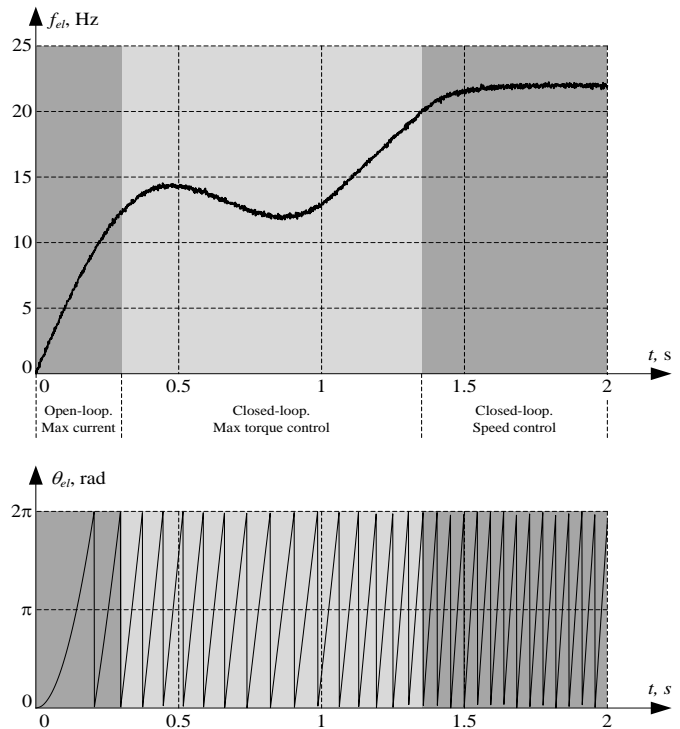 f_el, Hz
25
20
15
10
5
0
t, s
0 0.5 1 1.5 2
Open-loop. Closed-loop. Closed-loop.
Max current Max torque control Speed control
θ_el, rad
2π
π
0
t, s
0 0.5 1 1.5 2